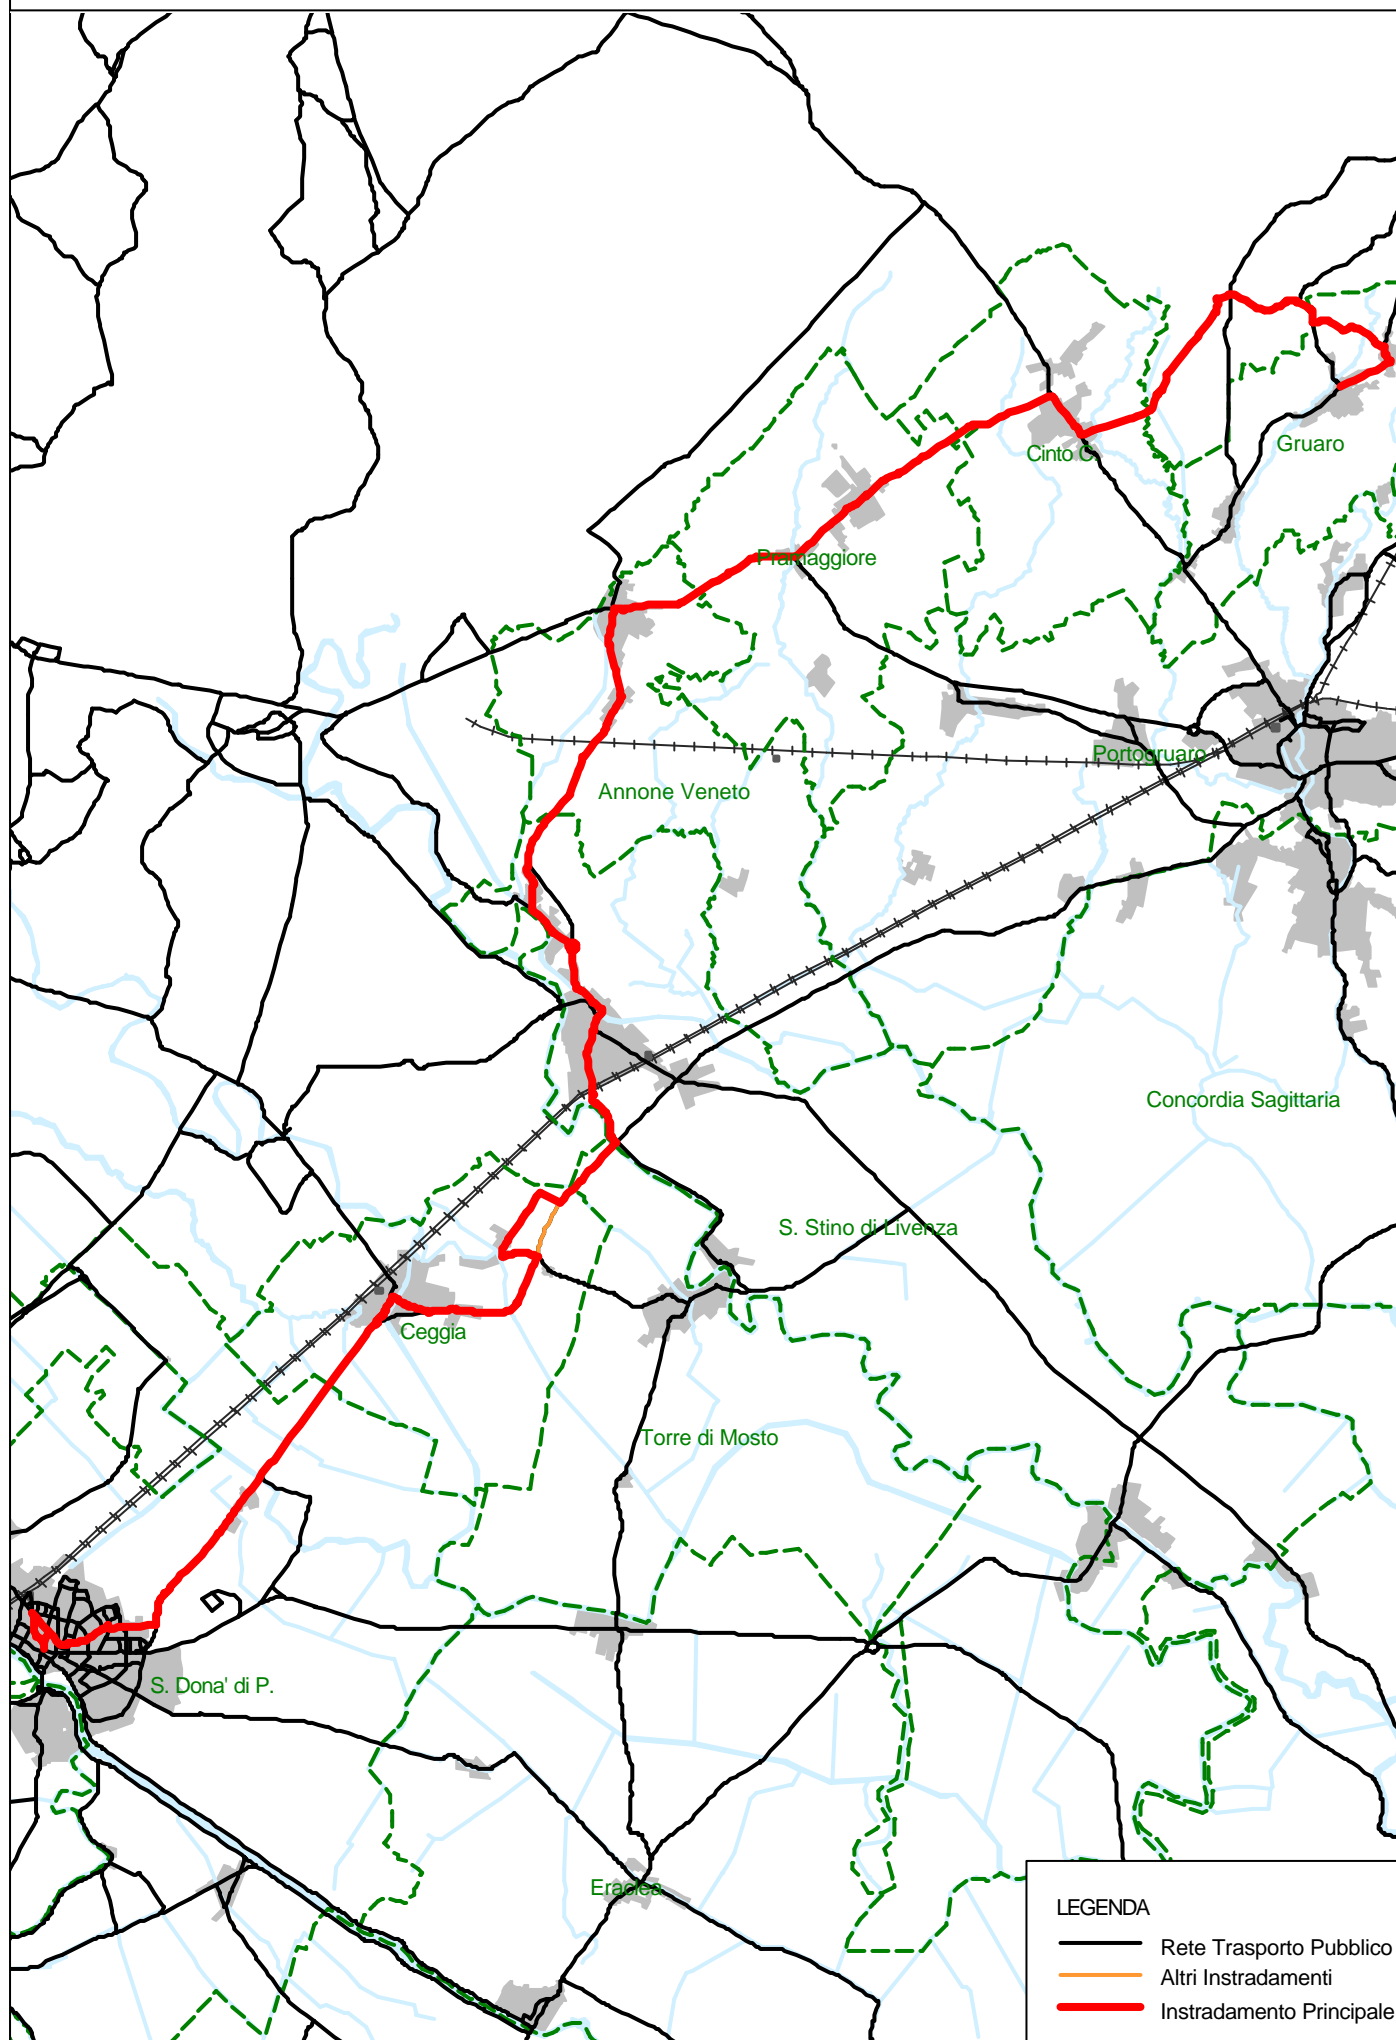 Gruaro
Cinto C.
Pramaggiore
Portogruaro
Annone Veneto
Concordia Sagittaria
S. Stino di Livenza
Ceggia
Torre di Mosto
S. Dona' di P.
Eraclea
LEGENDA
Rete Trasporto Pubblico
Altri Instradamenti
Instradamento Principale